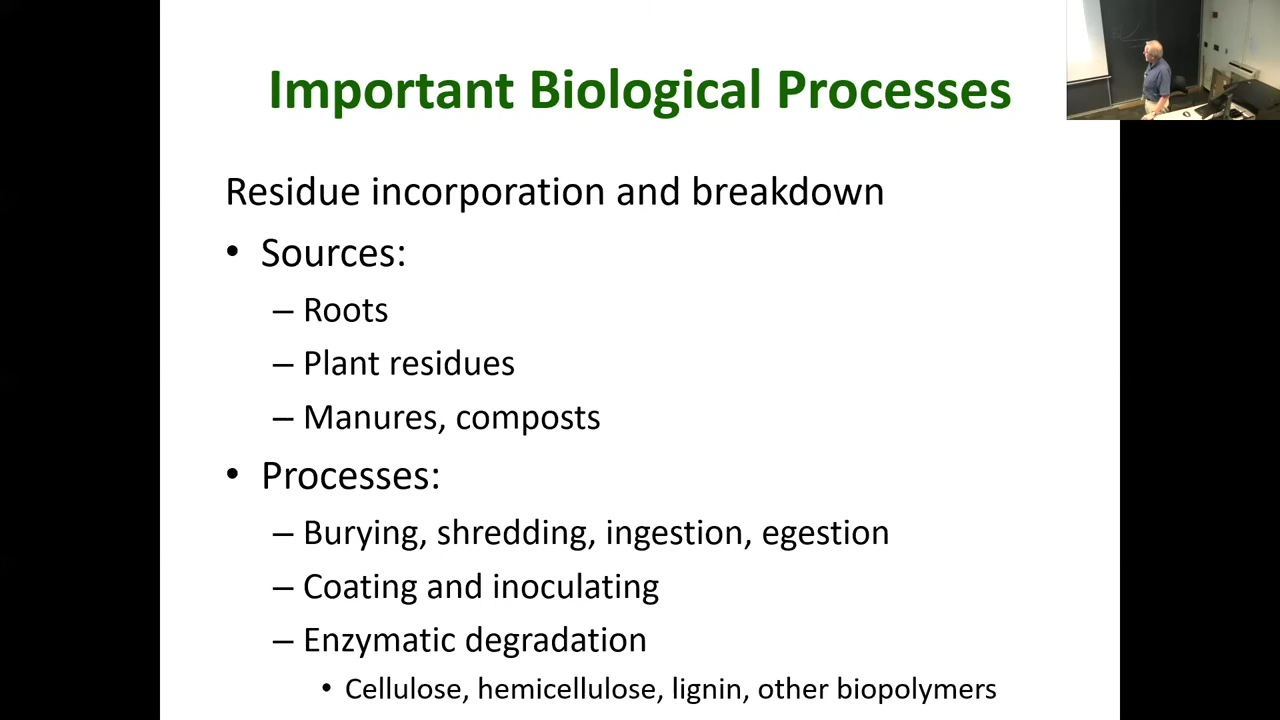 Important Biological Processes
Residue incorporation and breakdown
• Sources:
– Roots
– Plant residues
– Manures, composts
• Processes:
– Burying, shredding, ingestion, egestion
– Coating and inoculating
– Enzymatic degradation
• Cellulose, hemicellulose, lignin, other biopolymers